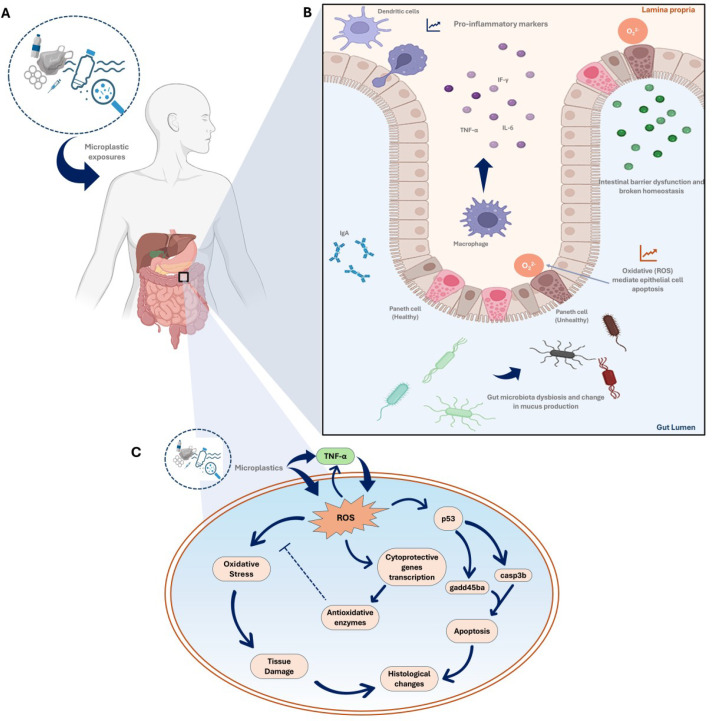 A
Microplastic
exposures
B
Dendritic cells
Pro-inflammatory markers
Lamina propria
O₂²⁻
IF-γ
TNF-α
IL-6
Intestinal barrier dysfunction and
broken homeostasis
Macrophage
IgA
O₂²⁻
Oxidative (ROS)
mediate epithelial cell
apoptosis
Paneth cell
(Healthy)
Paneth cell
(Unhealthy)
Gut microbiota dysbiosis and change
in mucus production
Gut Lumen
C
Microplastics
TNF-α
ROS
p53
Oxidative
Stress
Cytoprotective
genes
transcription
casp3b
gadd45ba
Antioxidative
enzymes
Apoptosis
Tissue
Damage
Histological
changes